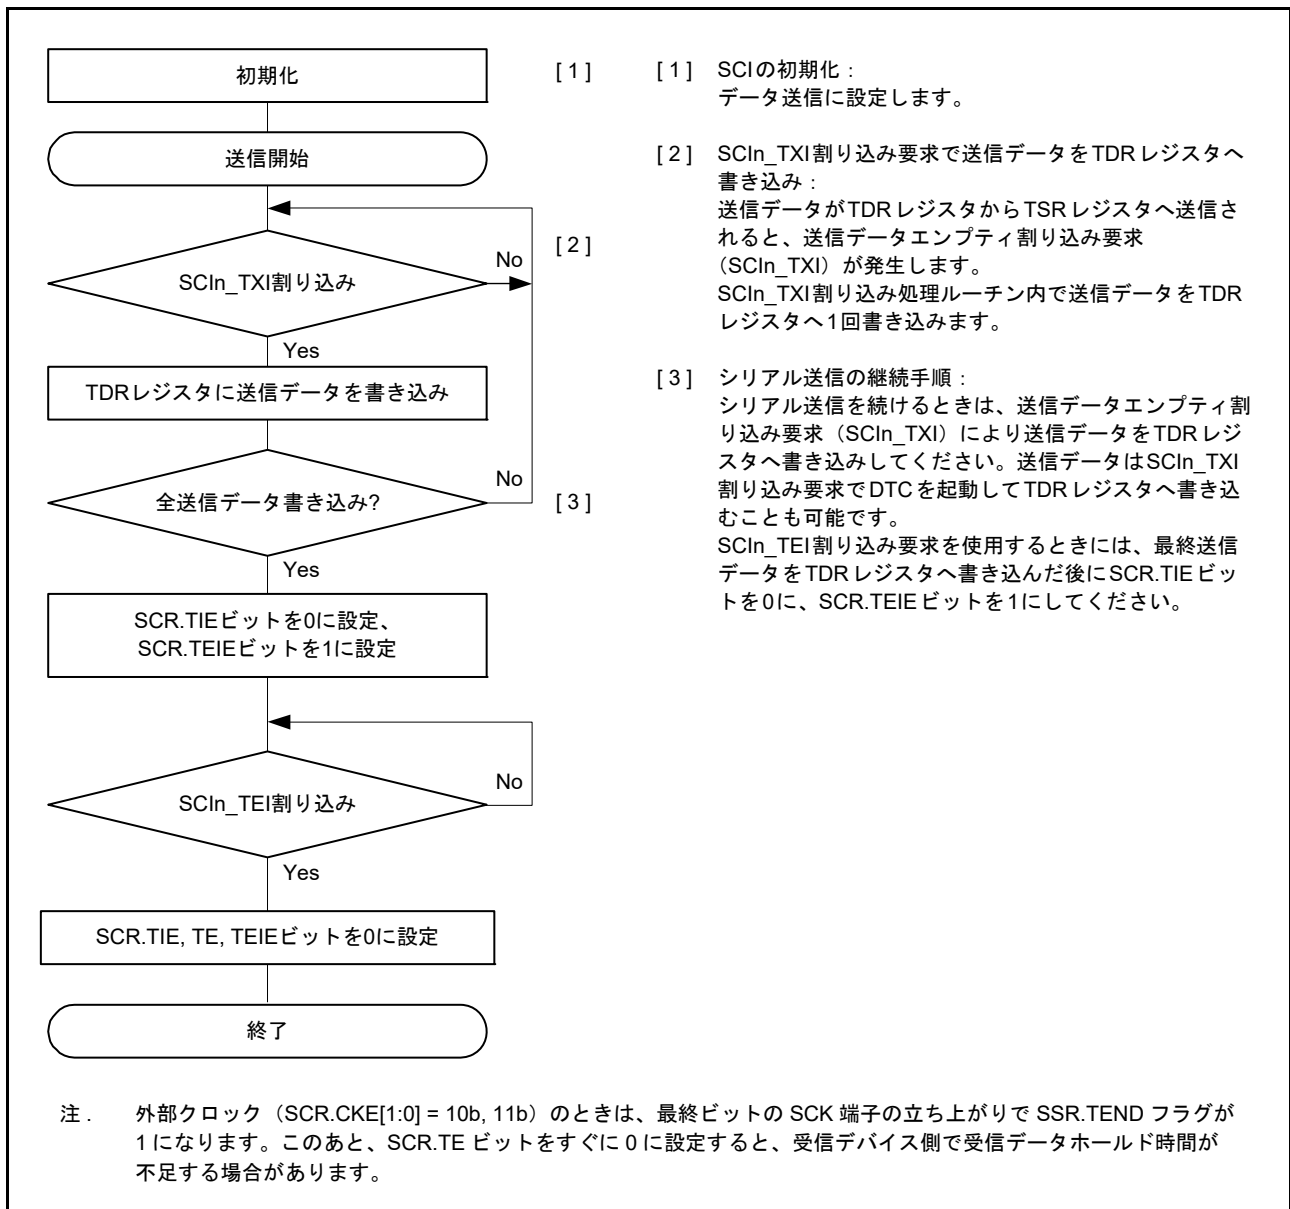 初期化
[ 1 ]
送信開始
SCIn_TXI割り込み
No
[ 2 ]
Yes
TDRレジスタに送信データを書き込み
全送信データ書き込み?
No
[ 3 ]
Yes
SCR.TIEビットを0に設定、
SCR.TEIEビットを1に設定
SCIn_TEI割り込み
No
Yes
SCR.TIE, TE, TEIEビットを0に設定
終了
[ 1 ] SCIの初期化：
データ送信に設定します。
[ 2 ] SCIn_TXI割り込み要求で送信データをTDRレジスタへ
書き込み：
送信データがTDRレジスタからTSRレジスタへ送信さ
れると、送信データエンプティ割り込み要求
（SCIn_TXI）が発生します。
SCIn_TXI割り込み処理ルーチン内で送信データをTDR
レジスタへ1回書き込みます。
[ 3 ] シリアル送信の継続手順：
シリアル送信を続けるときは、送信データエンプティ割
り込み要求（SCIn_TXI）により送信データをTDRレジ
スタへ書き込みしてください。送信データはSCIn_TXI
割り込み要求でDTCを起動してTDRレジスタへ書き込
むことも可能です。
SCIn_TEI割り込み要求を使用するときには、最終送信
データをTDRレジスタへ書き込んだ後にSCR.TIEビッ
トを0に、SCR.TEIEビットを1にしてください。
注． 外部クロック（SCR.CKE[1:0] = 10b, 11b）のときは、最終ビットの SCK 端子の立ち上がりで SSR.TEND フラグが
1 になります。このあと、SCR.TE ビットをすぐに 0 に設定すると、受信デバイス側で受信データホールド時間が
不足する場合があります。